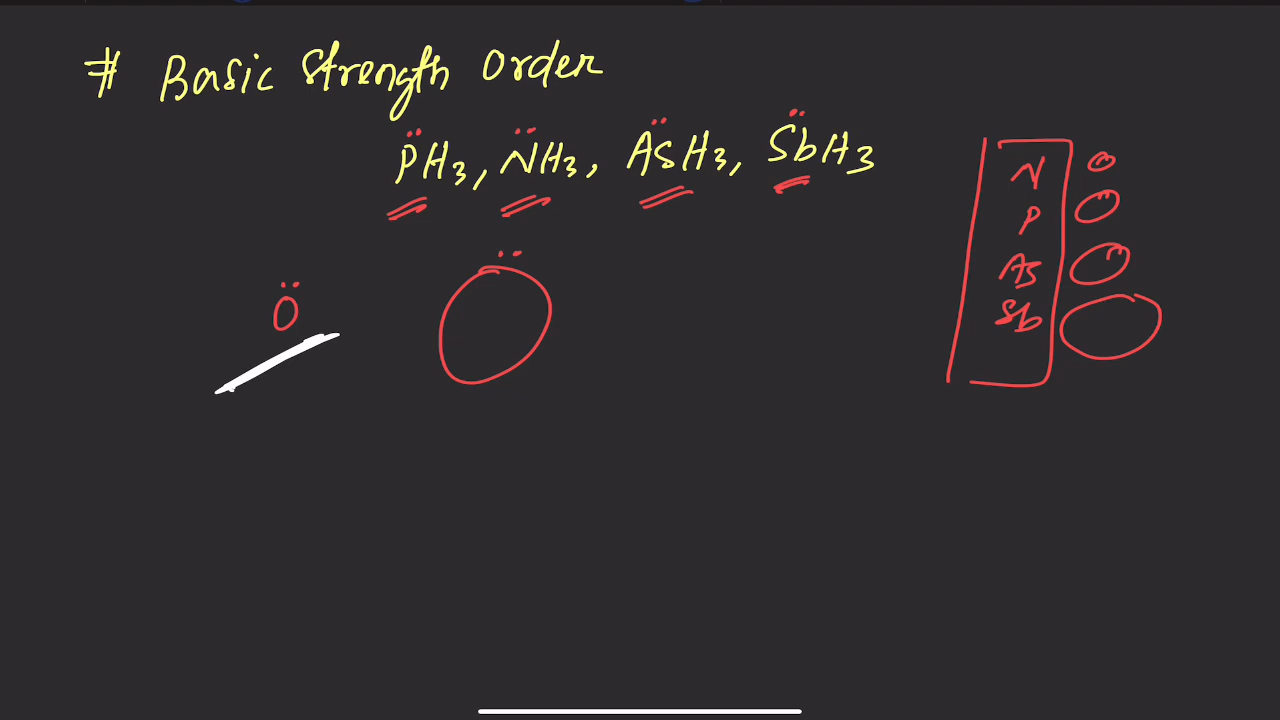 # Basic Strength Order
PH3, NH3, AsH3, SbH3
N
P
As
Sb